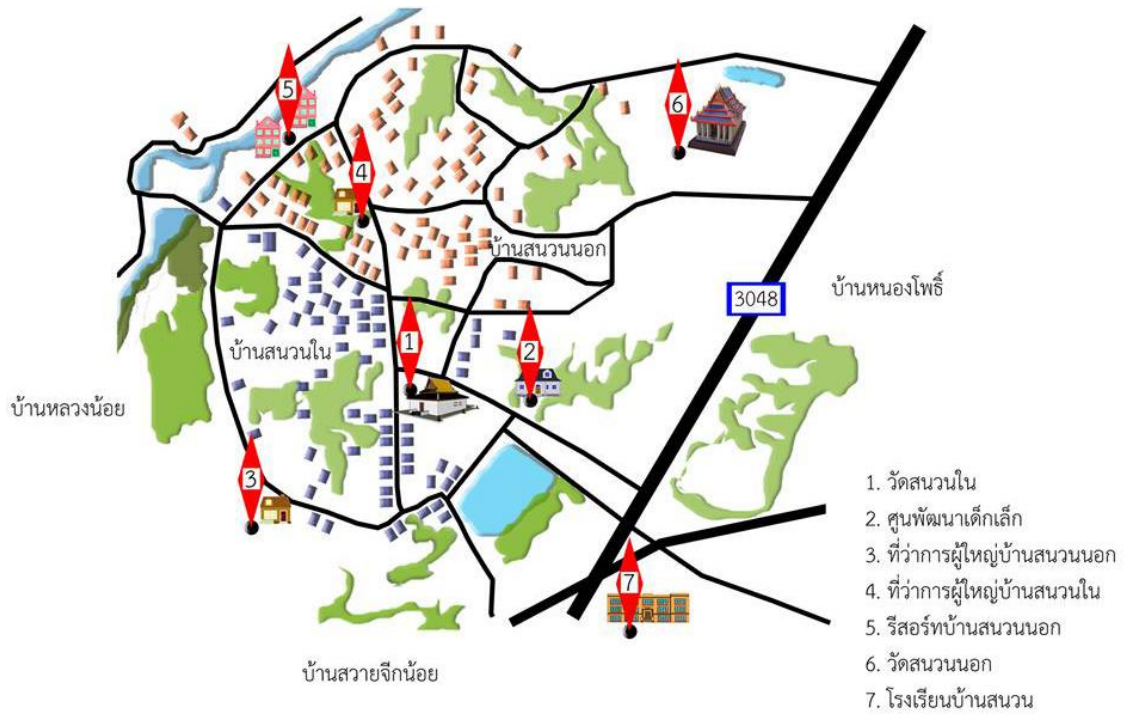 5
6
4
บ้านสนวนนอก
3048
บ้านหนองโพธิ์
1
2
บ้านสนวนใน
บ้านหลวงน้อย
3
7
บ้านสวายจีกน้อย
1. วัดสนวนใน
2. ศูนพัฒนาเด็กเล็ก
3. ที่ว่าการผู้ใหญ่บ้านสนวนนอก
4. ที่ว่าการผู้ใหญ่บ้านสนวนใน
5. รีสอร์ทบ้านสนวนนอก
6. วัดสนวนนอก
7. โรงเรียนบ้านสนวน